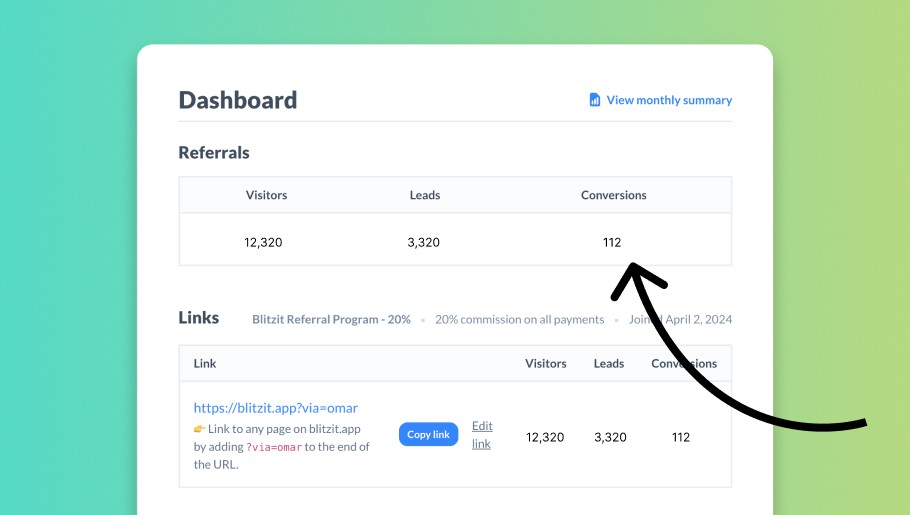 Dashboard
View monthly summary
Referrals
Visitors Leads Conversions
12,320 3,320 112
Links Blitzit Referral Program - 20% • 20% commission on all payments • Joined April 2, 2024
Link Visitors Leads Conversions
https://blitzit.app?via=omar
👉 Link to any page on blitzit.app
by adding ?via=omar to the end of
the URL.
Copy link
Edit
link
12,320 3,320 112